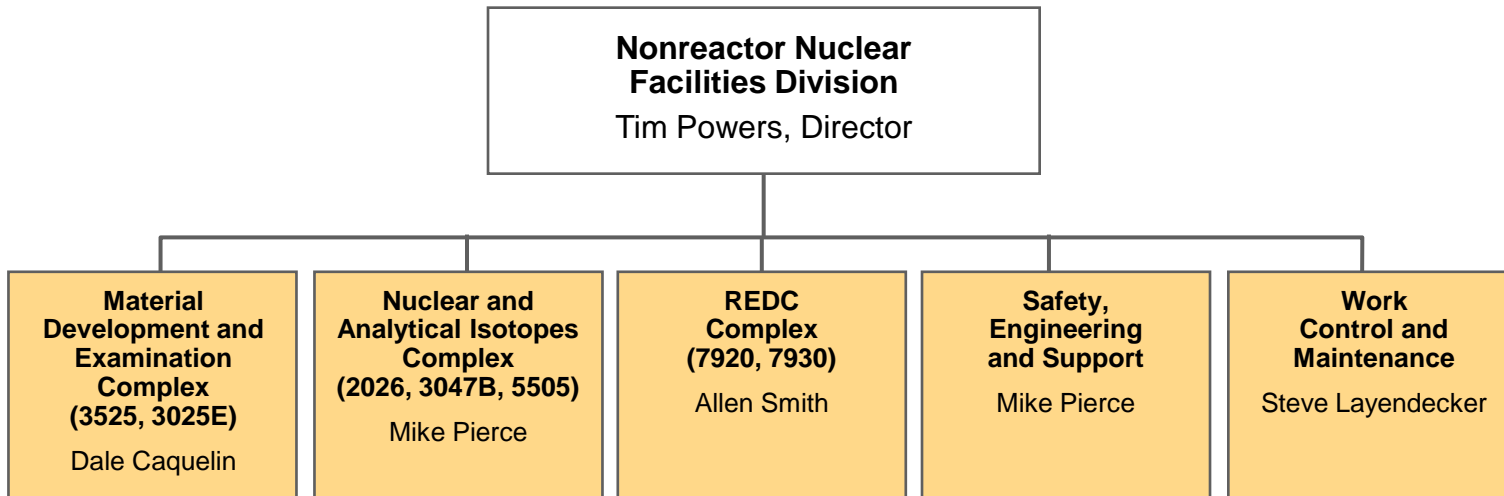 Nonreactor Nuclear
Facilities Division
Tim Powers, Director
Material
Development and
Examination
Complex
(3525, 3025E)
Dale Caquelin
Nuclear and
Analytical Isotopes
Complex
(2026, 3047B, 5505)
Mike Pierce
REDC
Complex
(7920, 7930)
Allen Smith
Safety,
Engineering
and Support
Mike Pierce
Work
Control and
Maintenance
Steve Layendecker